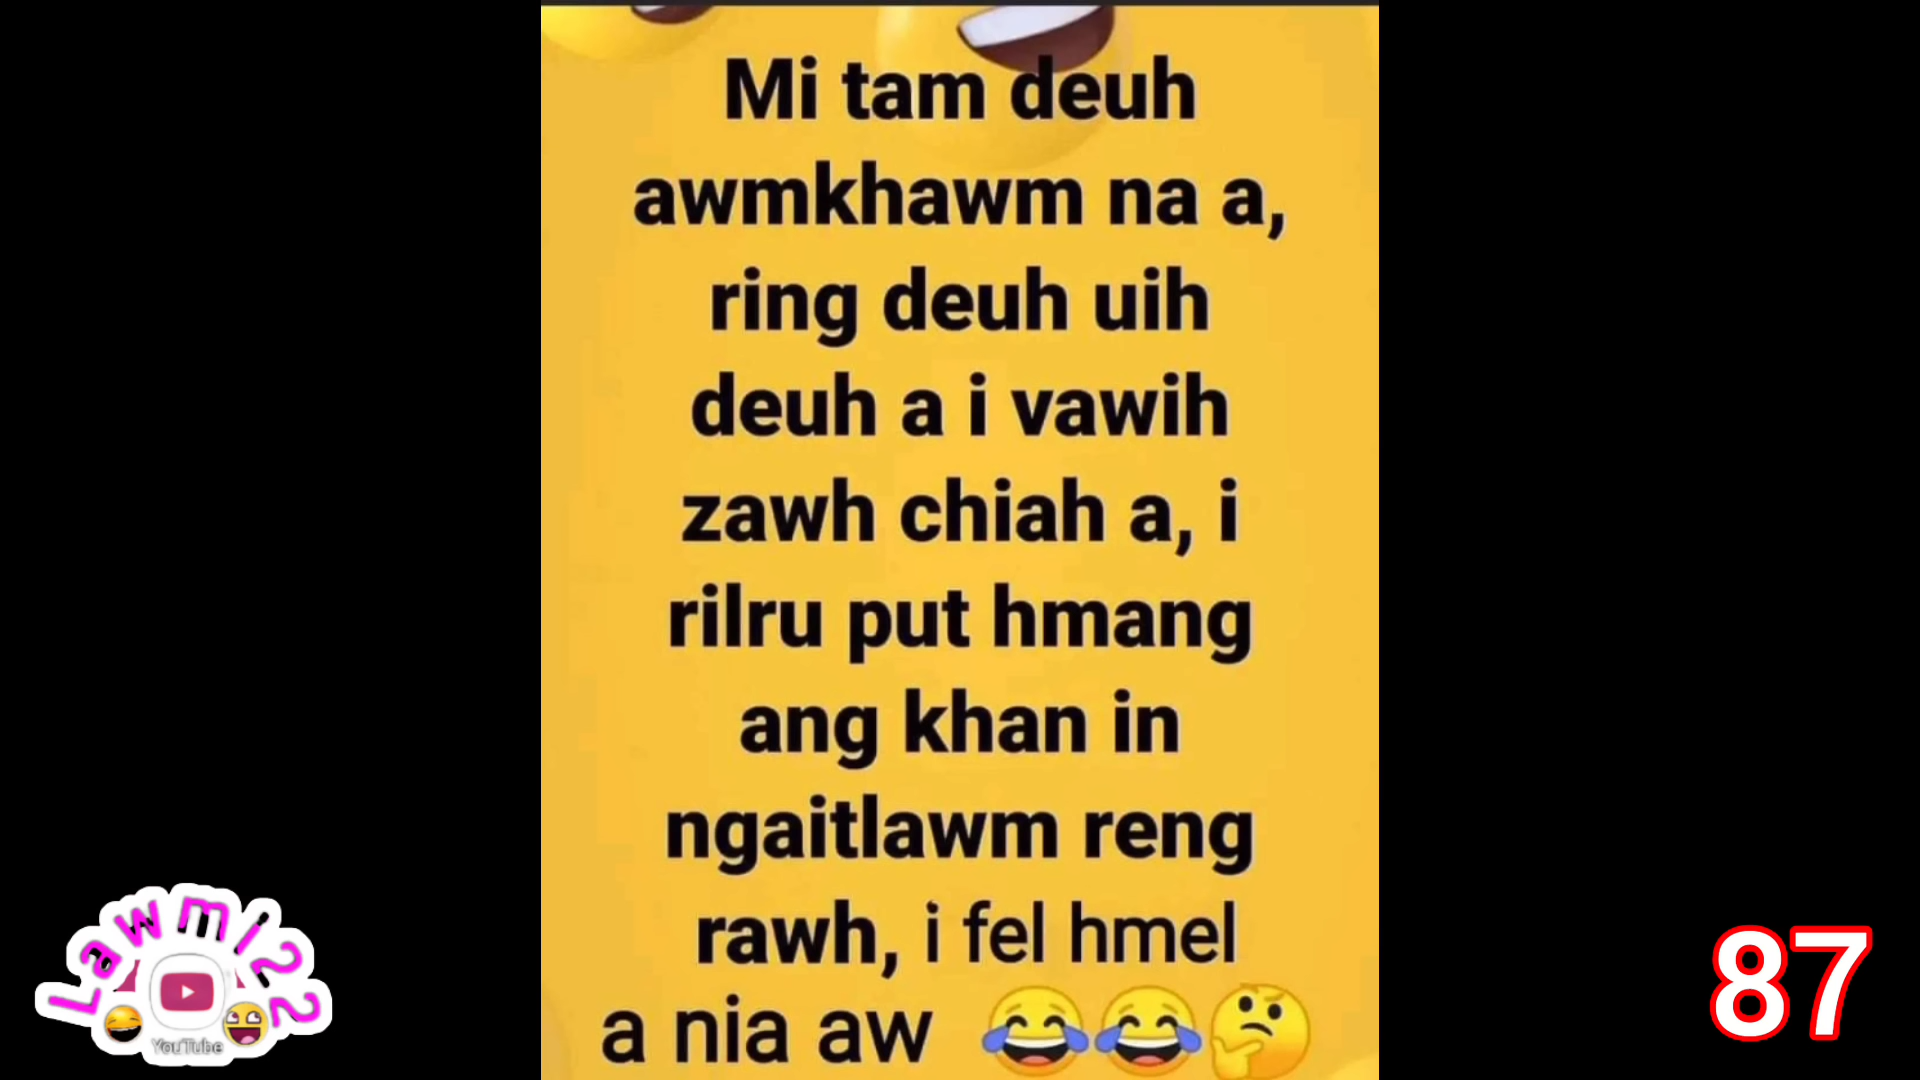 Mi tam deuh
awmkhawm na a,
ring deuh uih
deuh a i vawih
zawh chiah a, i
rilru put hmang
ang khan in
ngaitlawm reng
rawh, i fel hmel
a nia aw 😂😂🤔
Lawmi22
YouTube
87